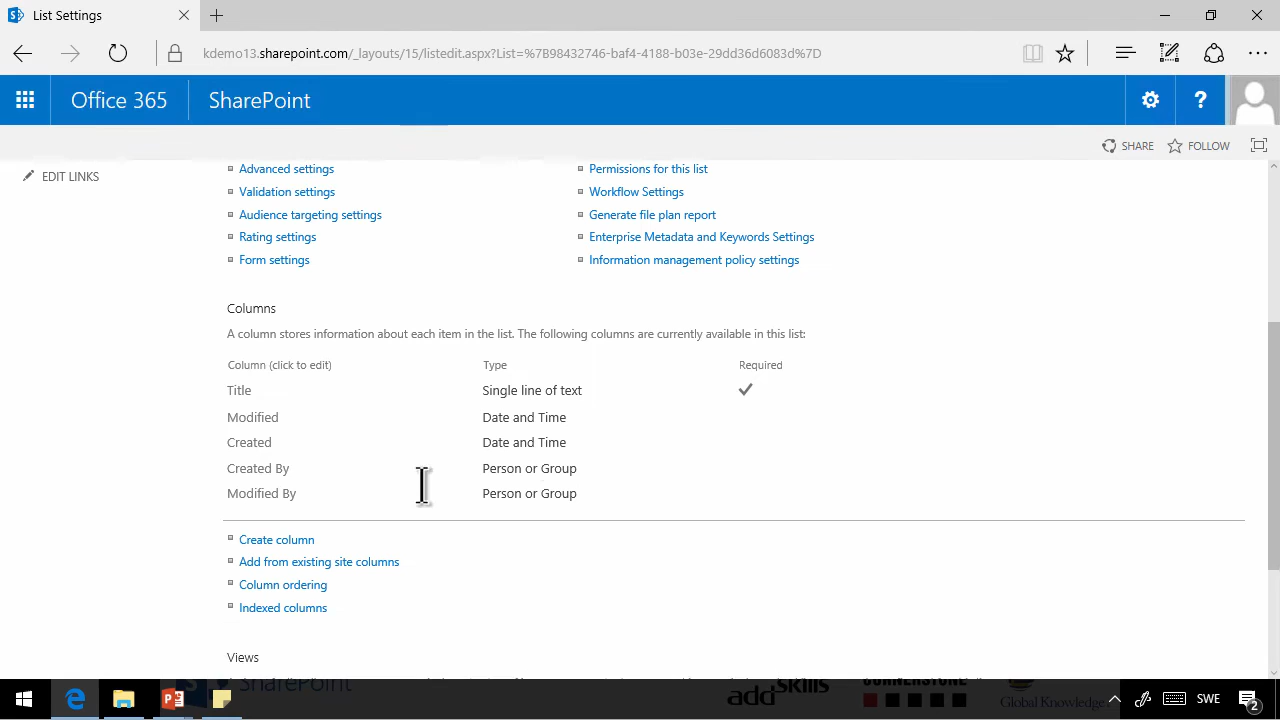 List Settings
kdemo13.sharepoint.com/_layouts/15/listedit.aspx?List=%7B98432746-baf4-4188-b03e-29dd36d6083d%7D
Office 365 SharePoint
SHARE FOLLOW
EDIT LINKS
Advanced settings Permissions for this list
Validation settings Workflow Settings
Audience targeting settings Generate file plan report
Rating settings Enterprise Metadata and Keywords Settings
Form settings Information management policy settings
Columns
A column stores information about each item in the list. The following columns are currently available in this list:
Column (click to edit) Type Required
Title Single line of text
Modified Date and Time
Created Date and Time
Created By Person or Group
Modified By Person or Group
Create column
Add from existing site columns
Column ordering
Indexed columns
Views
SharePoint addskills CORNERSTONE Global Knowledge
SWE 2